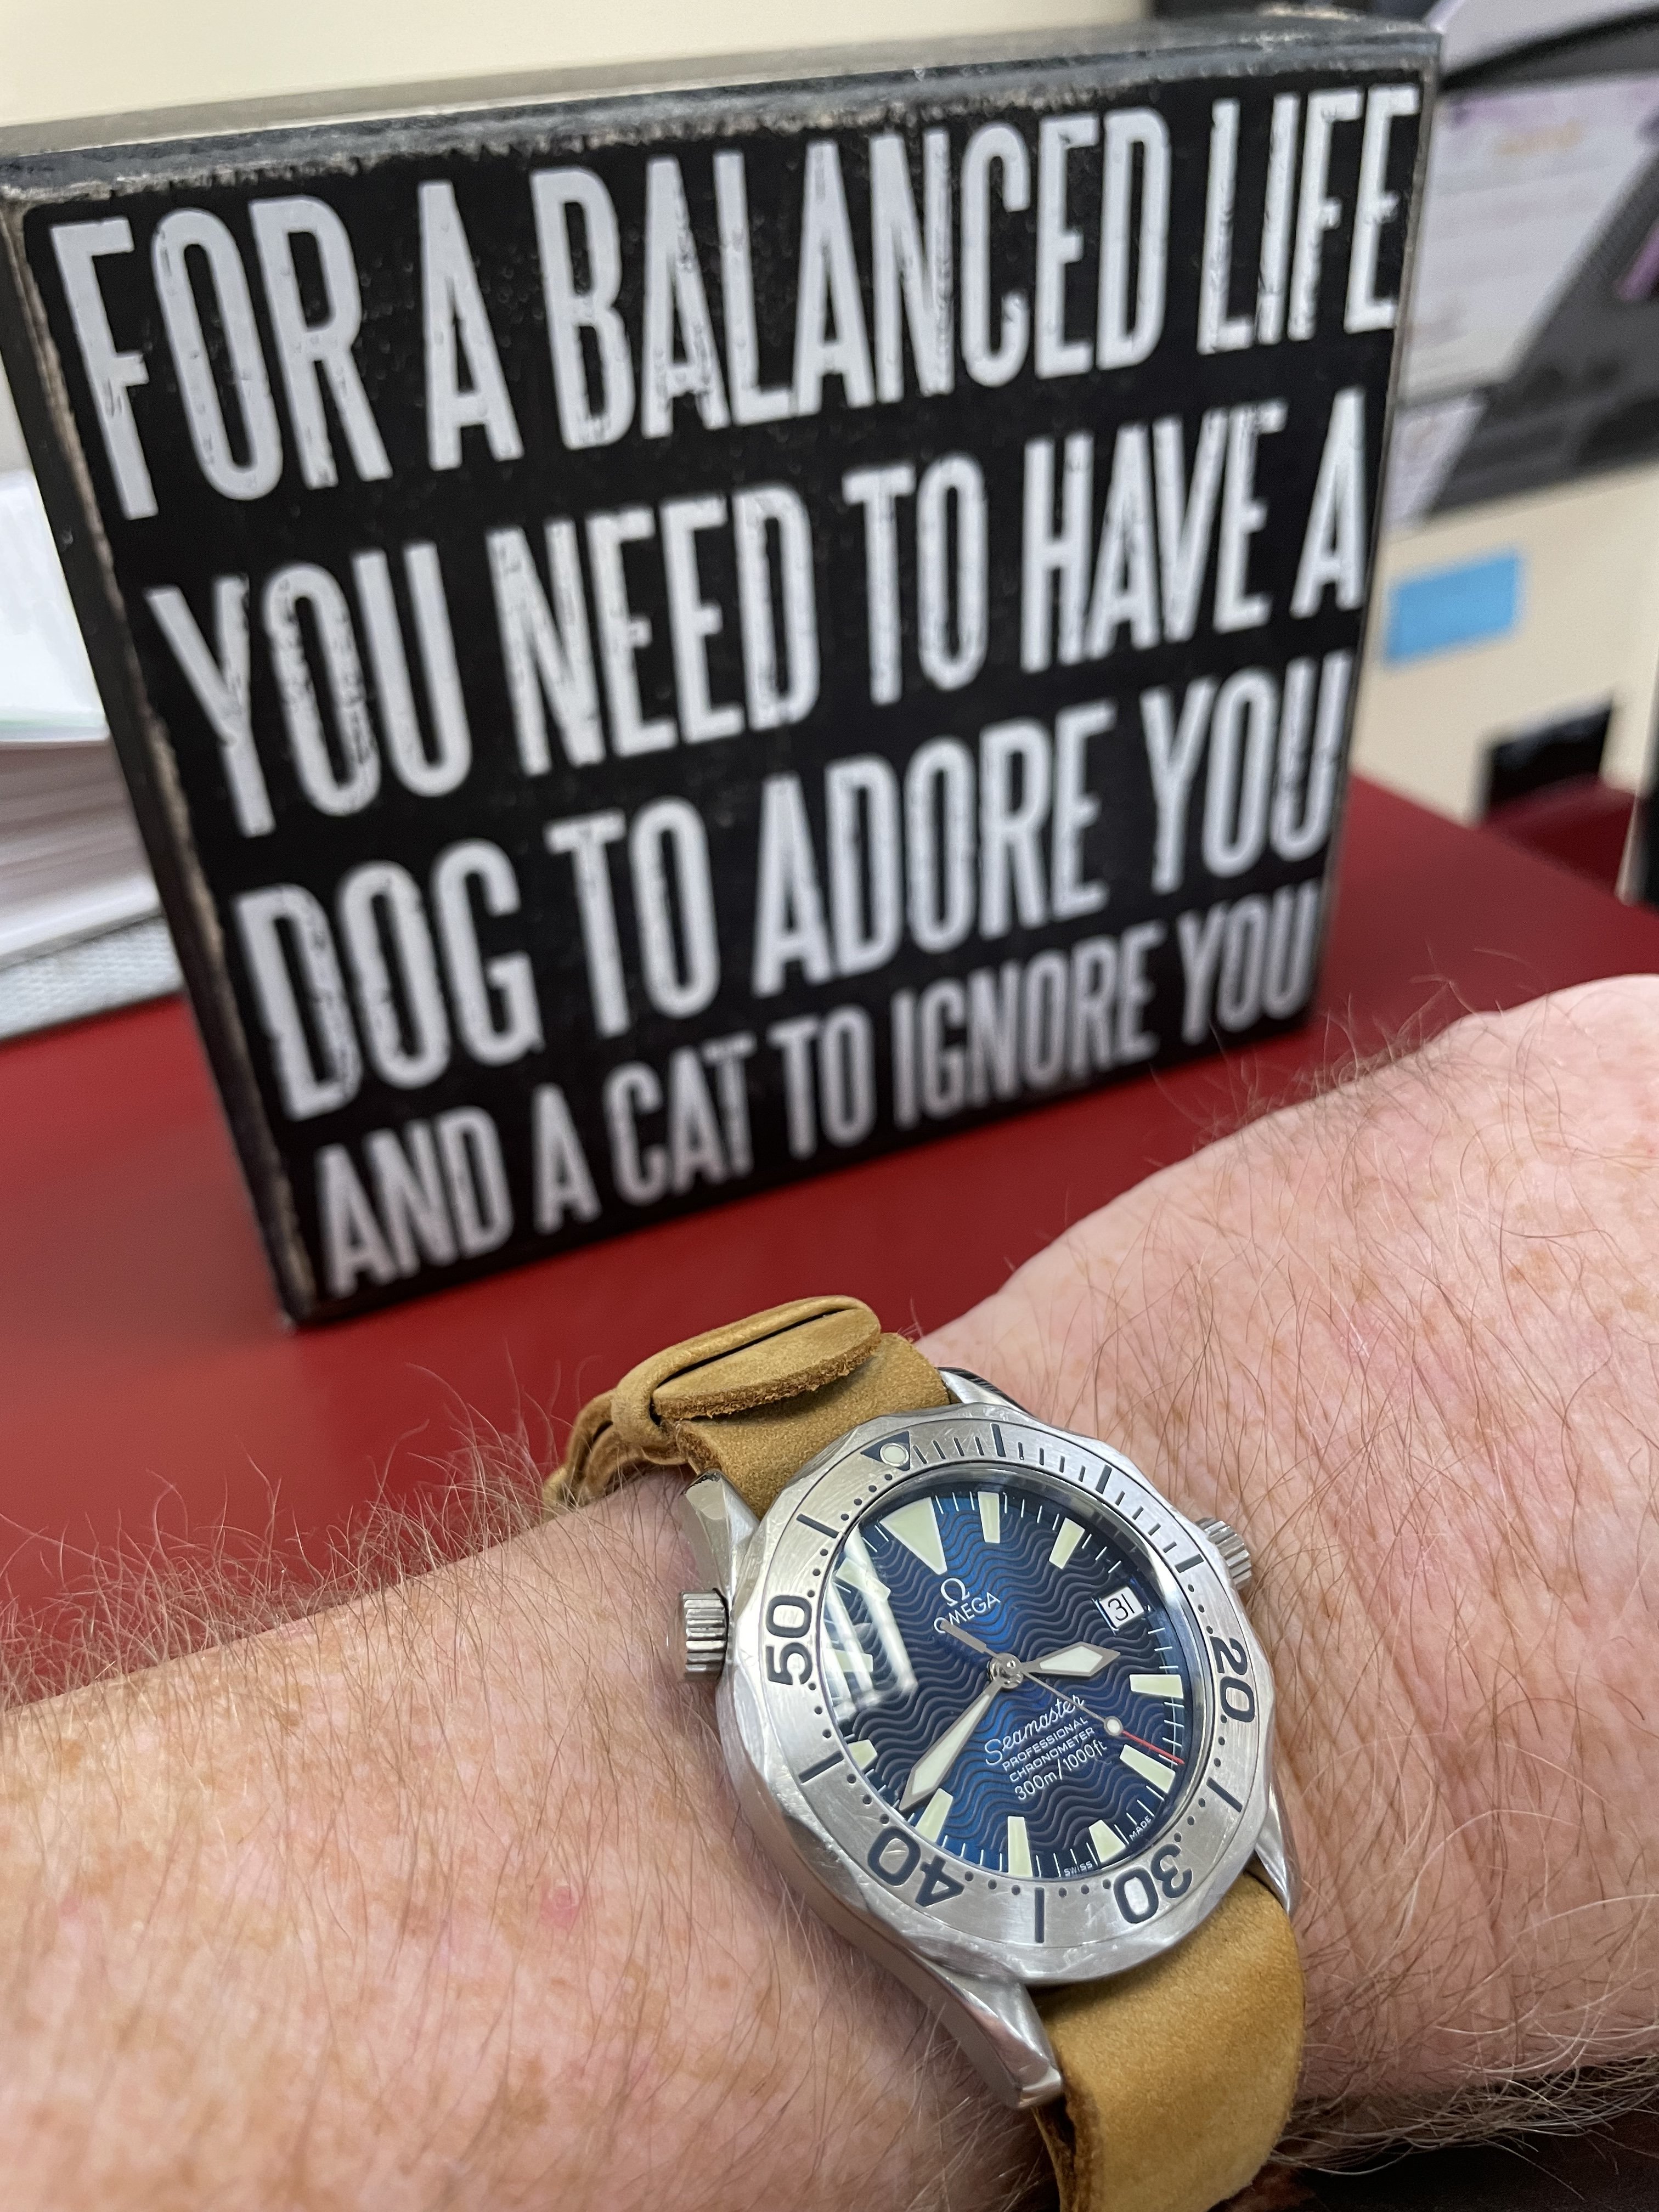 FOR A BALANCED LIFE
YOU NEED TO HAVE A
DOG TO ADORE YOU
AND A CAT TO IGNORE YOU
Ω
OMEGA
31
Seamaster
PROFESSIONAL
CHRONOMETER
300m/1000ft
SWISS MADE
20
30
40
50